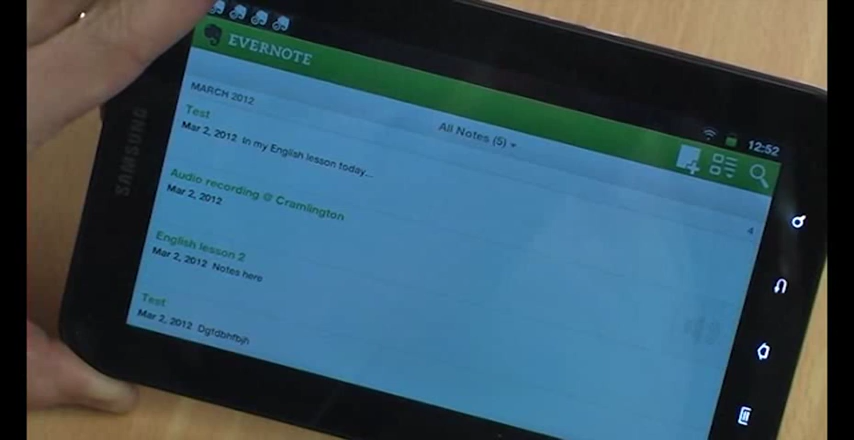 EVERNOTE
12:52
All Notes (5)
MARCH 2012
4
Test
Mar 2, 2012 In my English lesson today...
Audio recording @ Cramlington
Mar 2, 2012
English lesson 2
Mar 2, 2012 Notes here
Test
Mar 2, 2012 Dgtdbhfbjh
SAMSUNG